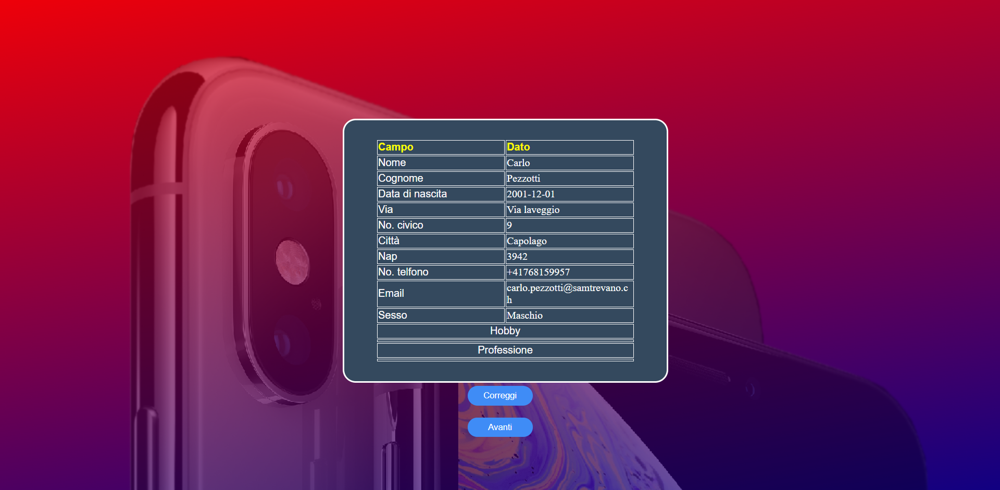 Campo Dato
Nome Carlo
Cognome Pezzotti
Data di nascita 2001-12-01
Via Via laveggio
No. civico 9
Città Capolago
Nap 3942
No. telfono +41768159957
Email carlo.pezzotti@samtrevano.c
h
Sesso Maschio
Hobby
Professione
Correggi
Avanti